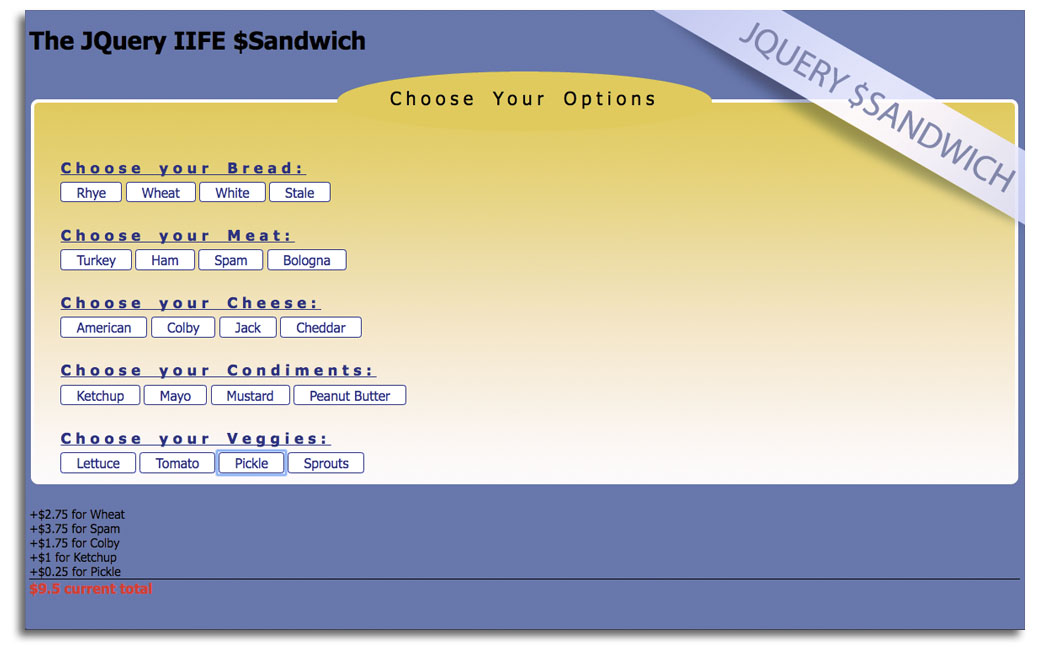 The JQuery IIFE $Sandwich
JQUERY $SANDWICH
Choose Your Options
Choose your Bread:
Rhye Wheat White Stale
Choose your Meat:
Turkey Ham Spam Bologna
Choose your Cheese:
American Colby Jack Cheddar
Choose your Condiments:
Ketchup Mayo Mustard Peanut Butter
Choose your Veggies:
Lettuce Tomato Pickle Sprouts
+$2.75 for Wheat
+$3.75 for Spam
+$1.75 for Colby
+$1 for Ketchup
+$0.25 for Pickle
$9.5 current total